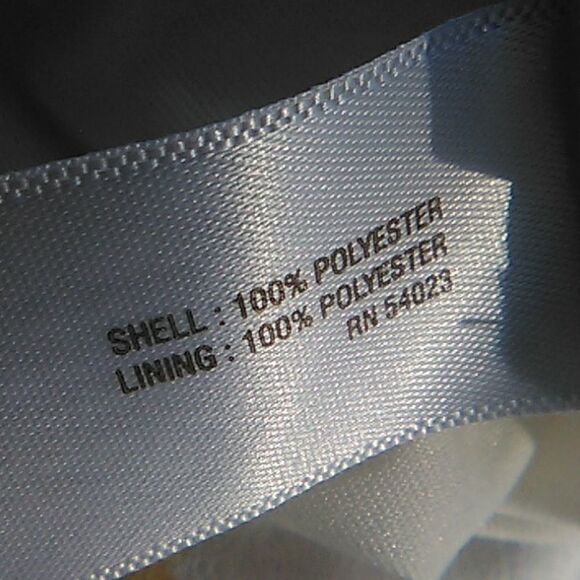 SHELL : 100% POLYESTER
LINING : 100% POLYESTER
RN 54023